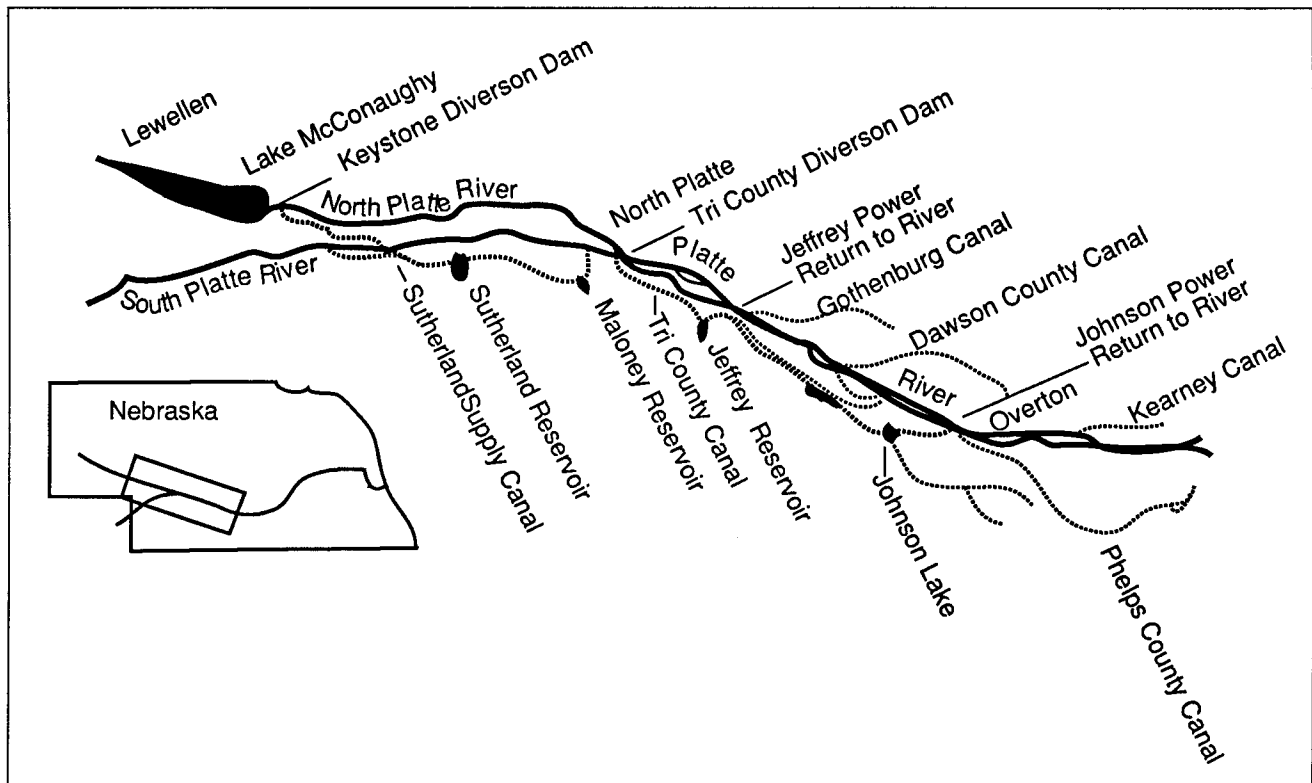 Lewellen
Lake McConaughy
Keystone Diverson Dam
North Platte River
South Platte River
North Platte
Tri County Diverson Dam
Platte
River
Jeffrey Power
Return to River
Gothenburg Canal
Dawson County Canal
Johnson Power
Return to River
Overton
Kearney Canal
SutherlandSupply Canal
Sutherland Reservoir
Maloney Reservoir
Tri County Canal
Jeffrey Reservoir
Johnson Lake
Phelps County Canal
Nebraska